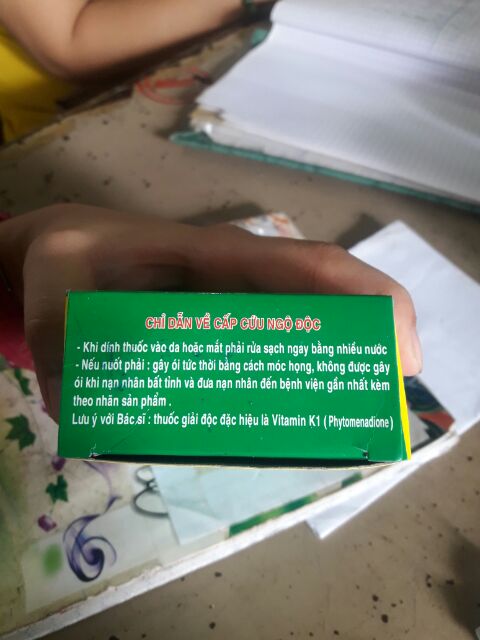 CHỈ DẪN VỀ CẤP CỨU NGỘ ĐỘC
- Khi dính thuốc vào da hoặc mắt phải rửa sạch ngay bằng nhiều nước
- Nếu nuốt phải : gây ói tức thời bằng cách móc họng, không được gây
ói khi nạn nhân bất tỉnh và đưa nạn nhân đến bệnh viện gần nhất kèm
theo nhãn sản phẩm .
Lưu ý với Bác sĩ : thuốc giải độc đặc hiệu là Vitamin K1 ( Phytomenadione )